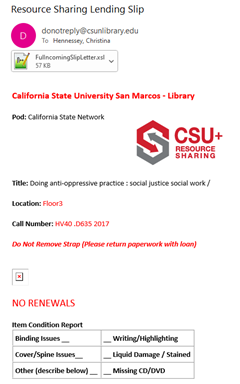 Resource Sharing Lending Slip
D
donotreply@csunlibrary.edu
To Hennessey, Christina
FullIncomingSlipLetter.xsl
57 KB
California State University San Marcos - Library
Pod: California State Network
CSU+
RESOURCE
SHARING
Title: Doing anti-oppressive practice : social justice social work /
Location: Floor3
Call Number: HV40 .D635 2017
Do Not Remove Strap (Please return paperwork with loan)
NO RENEWALS
Item Condition Report
Binding Issues __ __ Writing/Highlighting
Cover/Spine Issues__ __ Liquid Damage / Stained
Other (describe below) __ __ Missing CD/DVD